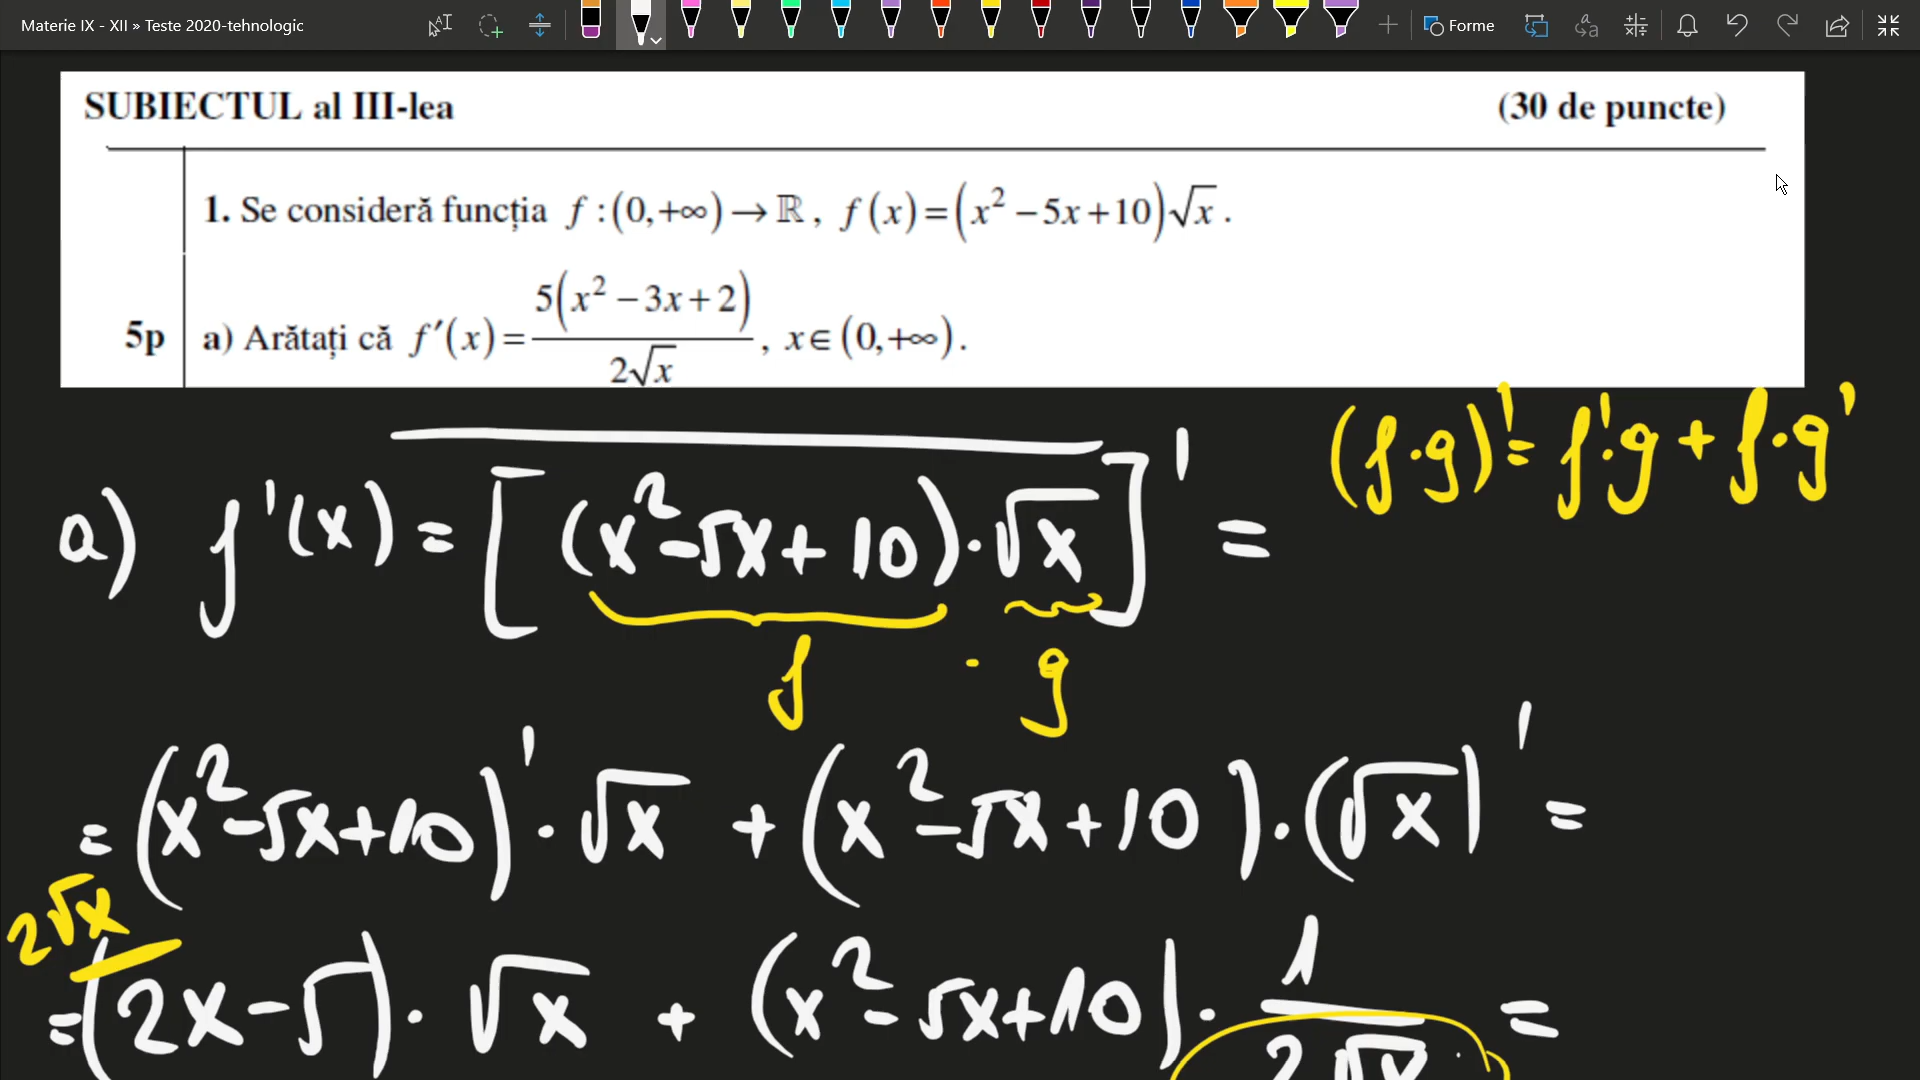 Materie IX - XII » Teste 2020-tehnologic
Forme
SUBIECTUL al III-lea (30 de puncte)
1. Se consideră funcția f : (0,+∞) → ℝ, f(x) = (x² − 5x + 10)√x.
5p a) Arătați că f′(x) = 5(x² − 3x + 2) / 2√x, x ∈ (0,+∞).
(f·g)' = f'·g + f·g'
a) f'(x) = [(x² − 5x + 10)·√x]' =
f · g
= (x² − 5x + 10)'·√x + (x² − 5x + 10)·(√x)' =
2√x
= (2x − 5)·√x + (x² − 5x + 10)· 1 / 2√x =